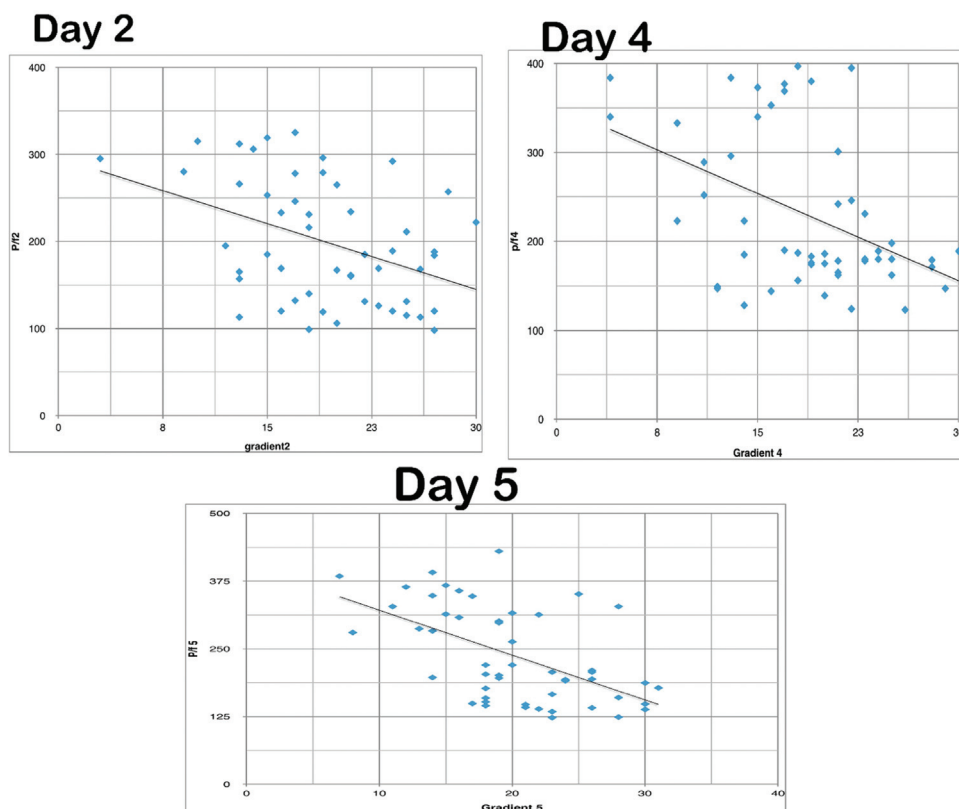 Day 2
400
300
200
100
0
P/f2
0 8 15 23 30
gradient2
Day 4
400
300
200
100
0
p/f4
0 8 15 23
Gradient 4
Day 5
500
375
250
125
0
P/f 5
0 10 20 30 40
Gradient 5